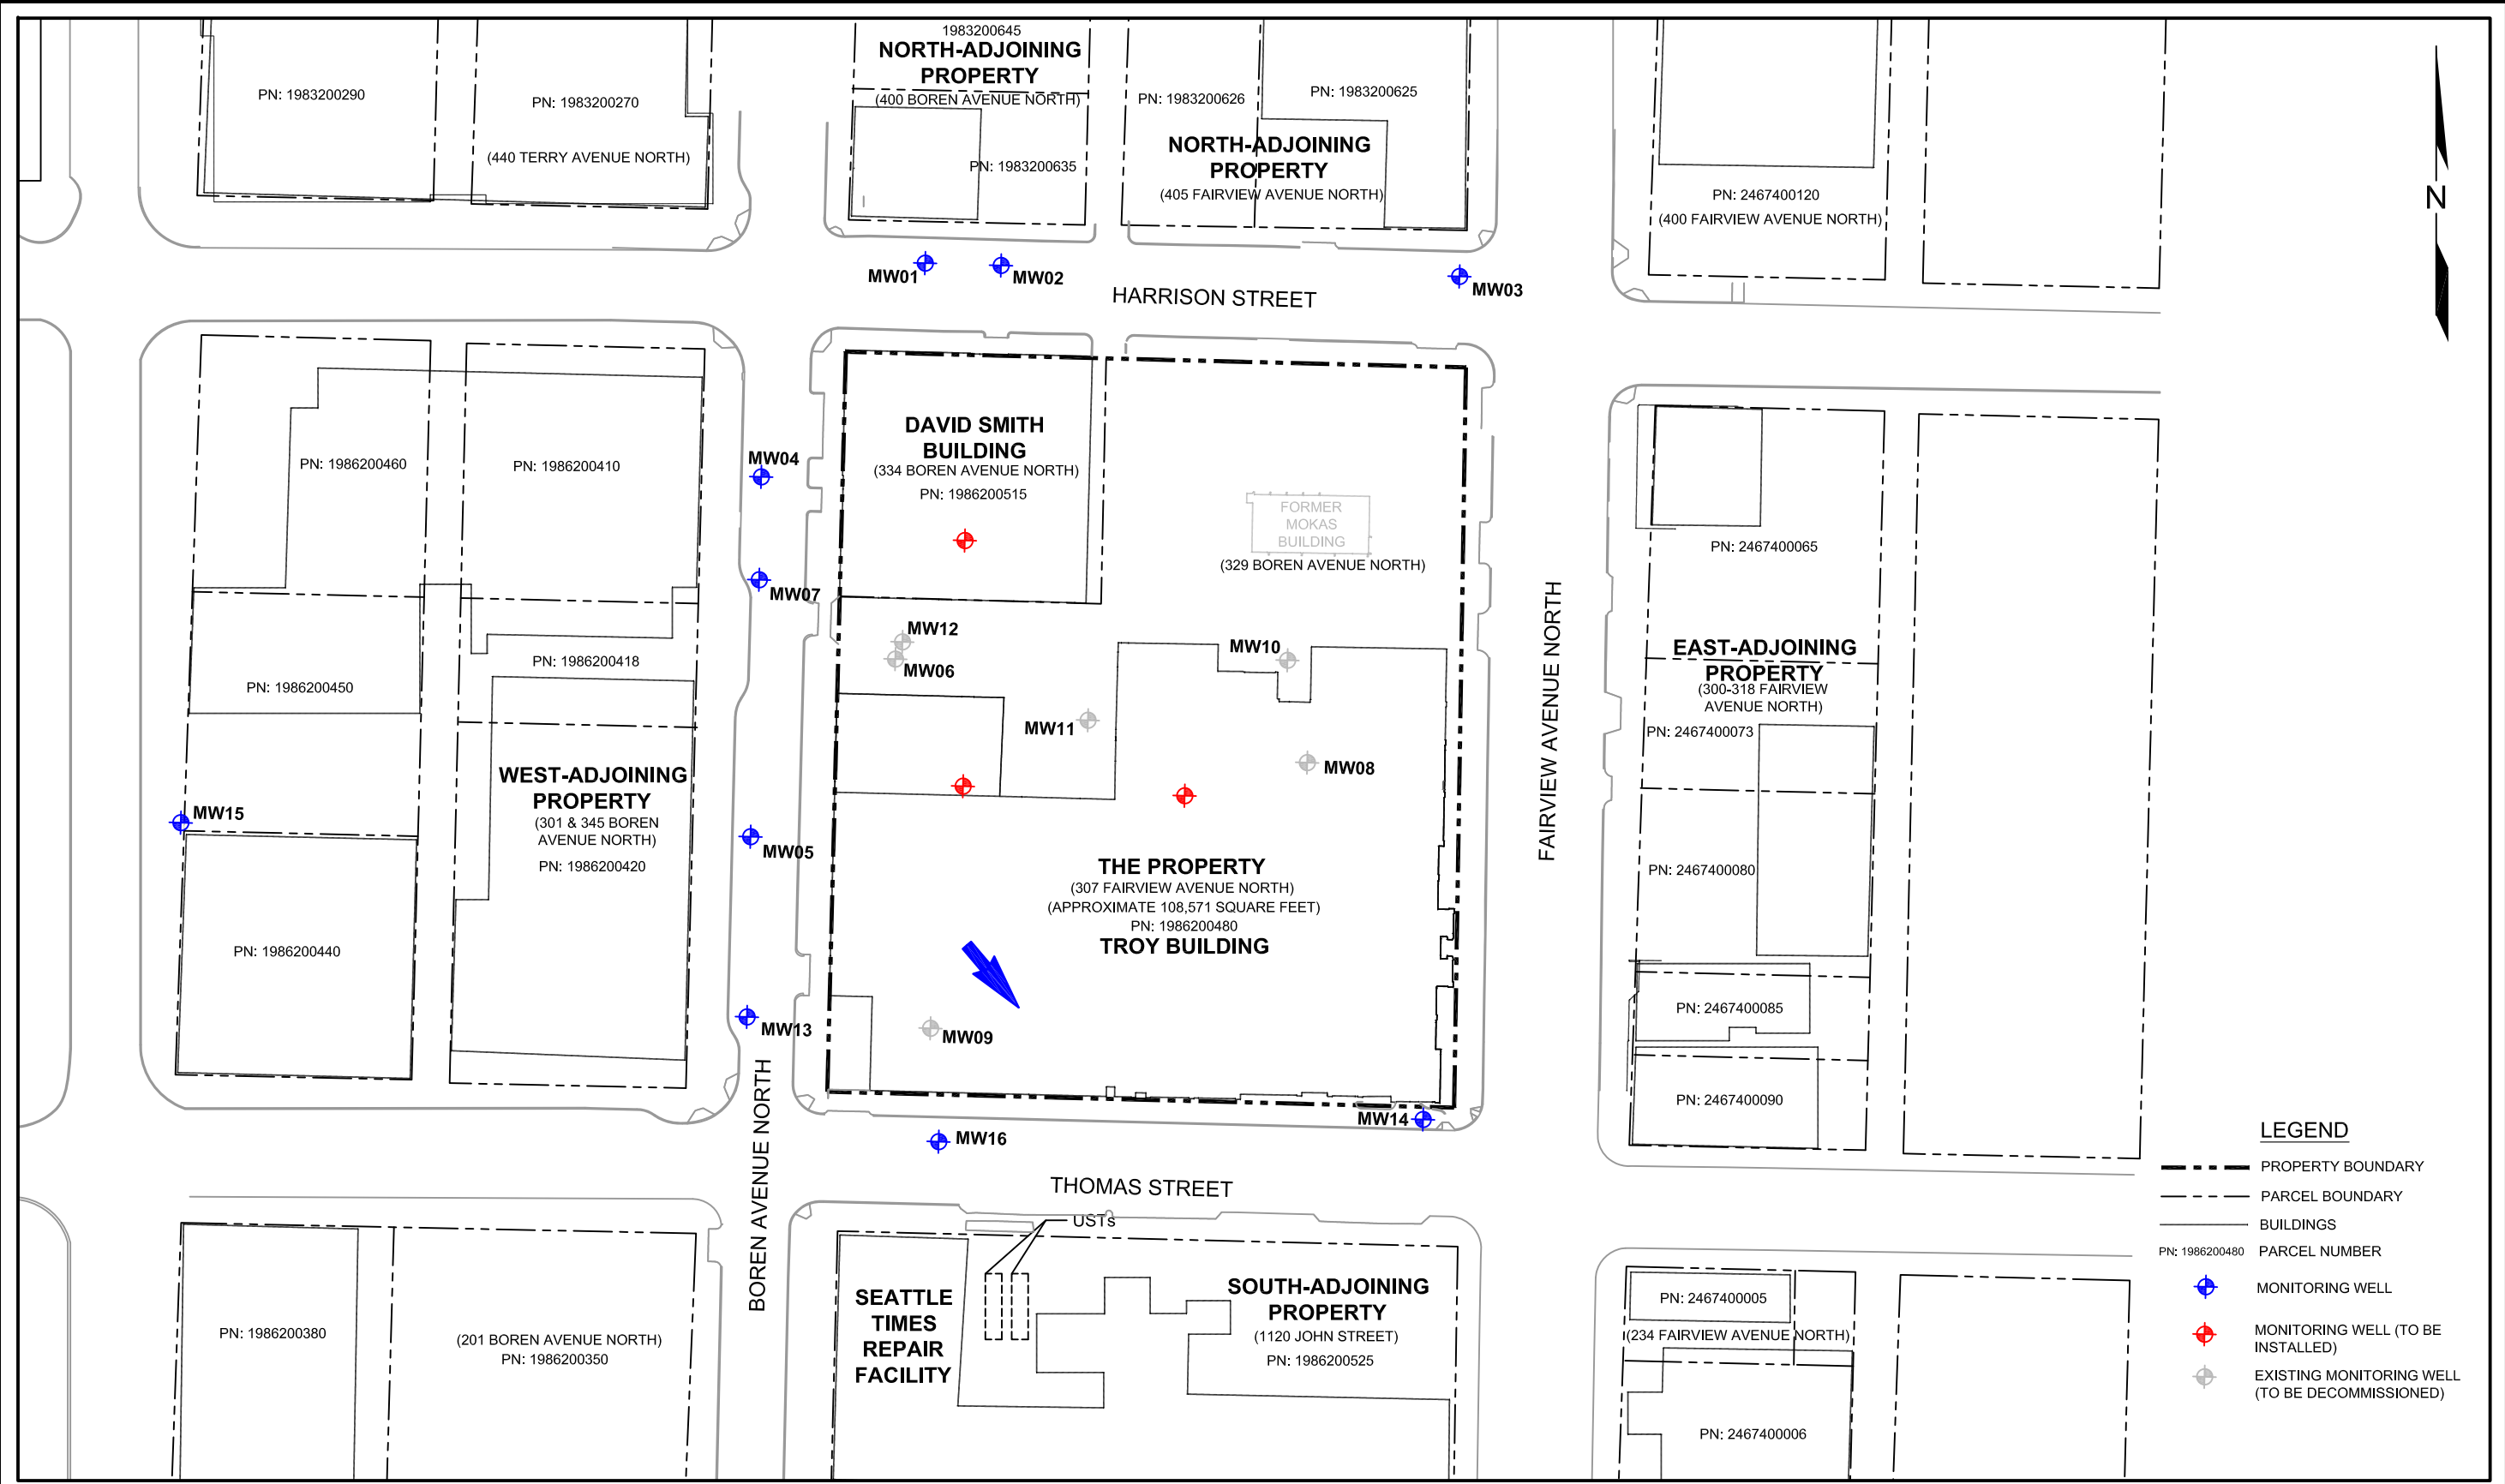 1983200645
NORTH-ADJOINING
PROPERTY
(400 BOREN AVENUE NORTH)
PN: 1983200635
PN: 1983200290
PN: 1983200270
(440 TERRY AVENUE NORTH)
PN: 1983200626
PN: 1983200625
NORTH-ADJOINING
PROPERTY
(405 FAIRVIEW AVENUE NORTH)
PN: 2467400120
(400 FAIRVIEW AVENUE NORTH)
N
MW01
MW02
MW03
HARRISON STREET
PN: 1986200460
PN: 1986200410
MW04
DAVID SMITH
BUILDING
(334 BOREN AVENUE NORTH)
PN: 1986200515
FORMER
MOKAS
BUILDING
(329 BOREN AVENUE NORTH)
PN: 2467400065
MW07
MW12
MW06
MW10
MW11
MW08
PN: 1986200418
PN: 1986200450
EAST-ADJOINING
PROPERTY
(300-318 FAIRVIEW
AVENUE NORTH)
PN: 2467400073
FAIRVIEW AVENUE NORTH
WEST-ADJOINING
PROPERTY
(301 & 345 BOREN
AVENUE NORTH)
PN: 1986200420
MW15
MW05
THE PROPERTY
(307 FAIRVIEW AVENUE NORTH)
(APPROXIMATE 108,571 SQUARE FEET)
PN: 1986200480
TROY BUILDING
PN: 2467400080
PN: 1986200440
PN: 2467400085
MW13
MW09
PN: 2467400090
MW14
MW16
BOREN AVENUE NORTH
THOMAS STREET
USTs
SEATTLE
TIMES
REPAIR
FACILITY
SOUTH-ADJOINING
PROPERTY
(1120 JOHN STREET)
PN: 1986200525
PN: 1986200380
(201 BOREN AVENUE NORTH)
PN: 1986200350
PN: 2467400005
(234 FAIRVIEW AVENUE NORTH)
PN: 2467400006
LEGEND
PROPERTY BOUNDARY
PARCEL BOUNDARY
BUILDINGS
PN: 1986200480 PARCEL NUMBER
MONITORING WELL
MONITORING WELL (TO BE
INSTALLED)
EXISTING MONITORING WELL
(TO BE DECOMMISSIONED)